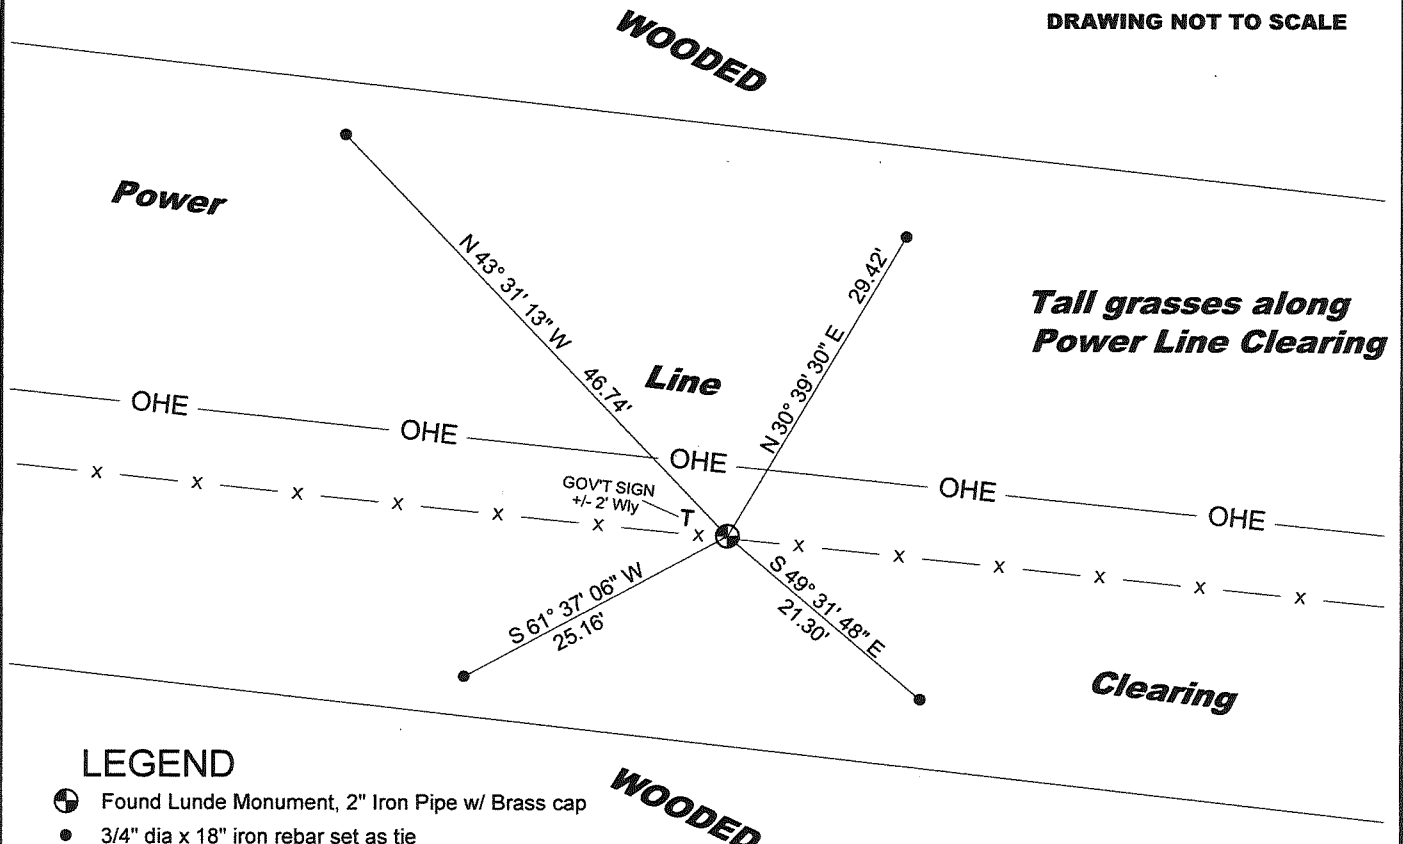 WOODED
DRAWING NOT TO SCALE
Power
N 43° 31' 13" W 46.74'
N 30° 39' 30" E 29.42'
Tall grasses along
Power Line Clearing
Line
OHE OHE OHE OHE OHE
GOV'T SIGN
+/- 2' Wly
T
x x x x x x x x x x x x x
S 61° 37' 06" W
25.16'
S 49° 31' 48" E
21.30'
Clearing
LEGEND
Found Lunde Monument, 2" Iron Pipe w/ Brass cap
3/4" dia x 18" iron rebar set as tie
WOODED